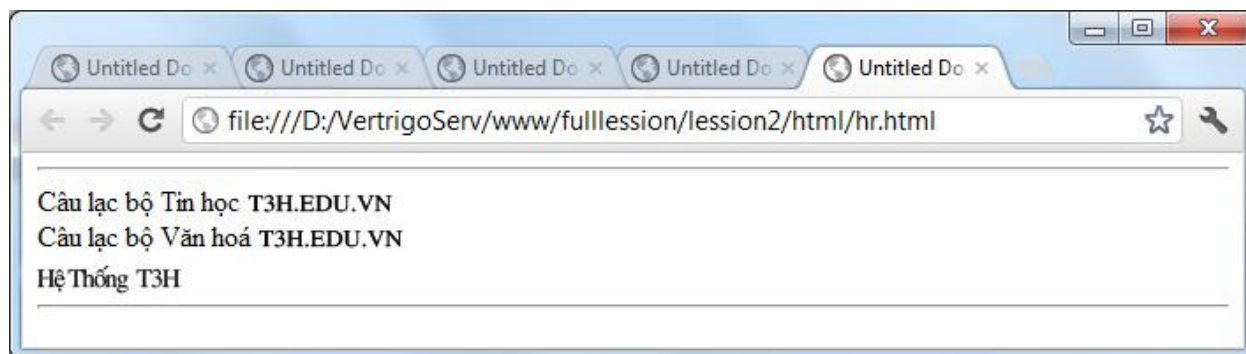 Untitled Do Untitled Do Untitled Do Untitled Do Untitled Do
file:///D:/VertrigoServ/www/fulllession/lession2/html/hr.html
Câu lạc bộ Tin học T3H.EDU.VN
Câu lạc bộ Văn hoá T3H.EDU.VN
Hệ Thống T3H